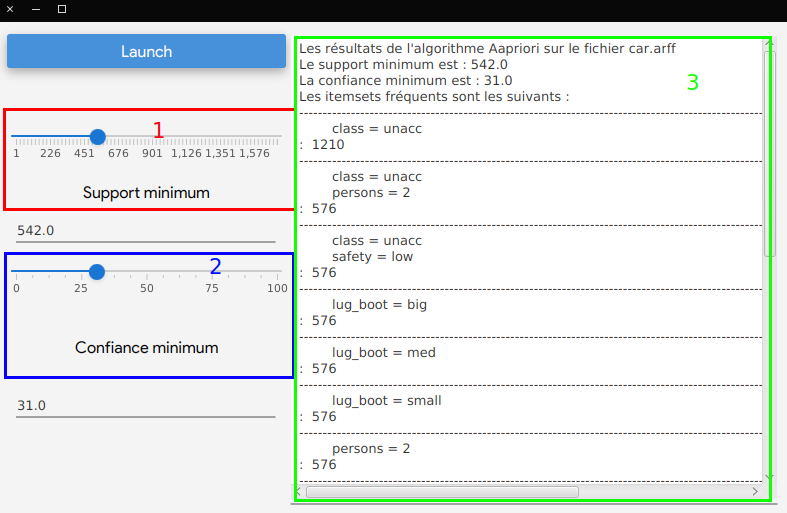 Launch
1
1 226 451 676 901 1,126 1,351 1,576
Support minimum
542.0
2
0 25 50 75 100
Confiance minimum
31.0
Les résultats de l'algorithme Aapriori sur le fichier car.arff
Le support minimum est : 542.0
La confiance minimum est : 31.0
3
Les itemsets fréquents sont les suivants :
class = unacc
: 1210
class = unacc
persons = 2
: 576
class = unacc
safety = low
: 576
lug_boot = big
: 576
lug_boot = med
: 576
lug_boot = small
: 576
persons = 2
: 576